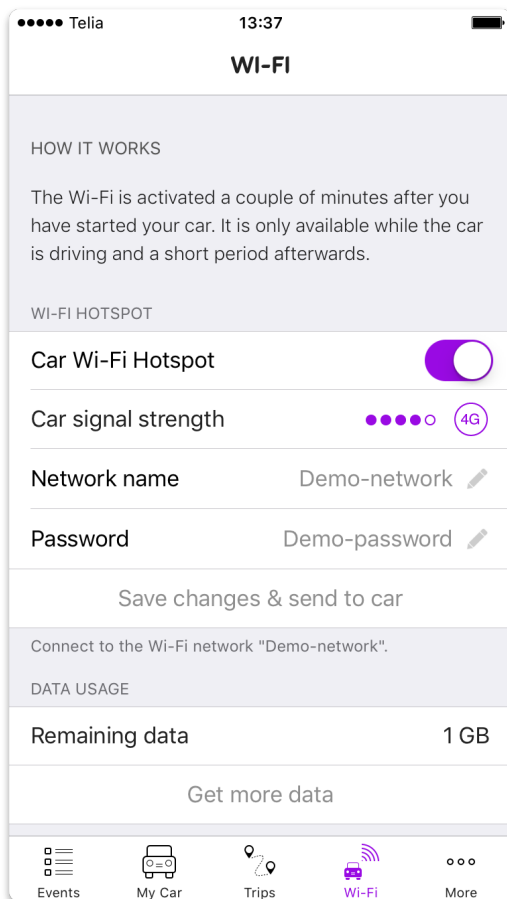 Telia 13:37
WI-FI
HOW IT WORKS
The Wi-Fi is activated a couple of minutes after you
have started your car. It is only available while the car
is driving and a short period afterwards.
WI-FI HOTSPOT
Car Wi-Fi Hotspot
Car signal strength 4G
Network name Demo-network
Password Demo-password
Save changes & send to car
Connect to the Wi-Fi network "Demo-network".
DATA USAGE
Remaining data 1 GB
Get more data
Events My Car Trips Wi-Fi More